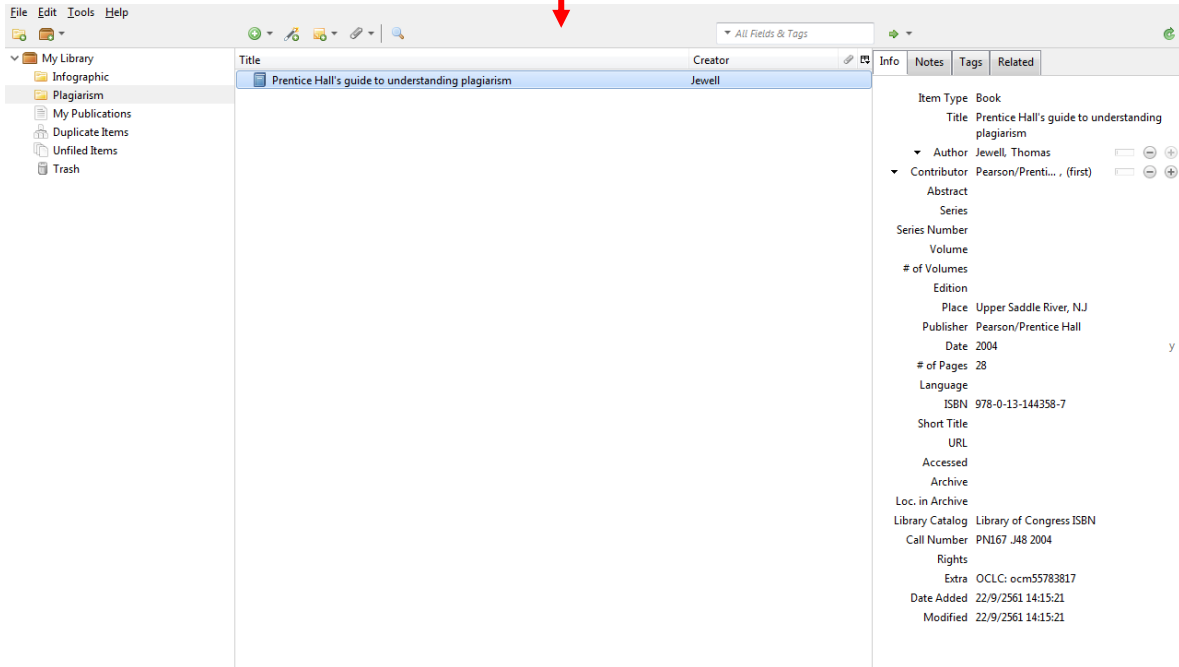 File Edit Tools Help
All Fields & Tags
My Library
Infographic
Plagiarism
My Publications
Duplicate Items
Unfiled Items
Trash
Title Creator
Prentice Hall's guide to understanding plagiarism Jewell
Info Notes Tags Related
Item Type Book
Title Prentice Hall's guide to understanding
plagiarism
Author Jewell, Thomas
Contributor Pearson/Prenti... , (first)
Abstract
Series
Series Number
Volume
# of Volumes
Edition
Place Upper Saddle River, N.J
Publisher Pearson/Prentice Hall
Date 2004 y
# of Pages 28
Language
ISBN 978-0-13-144358-7
Short Title
URL
Accessed
Archive
Loc. in Archive
Library Catalog Library of Congress ISBN
Call Number PN167 .J48 2004
Rights
Extra OCLC: ocm55783817
Date Added 22/9/2561 14:15:21
Modified 22/9/2561 14:15:21